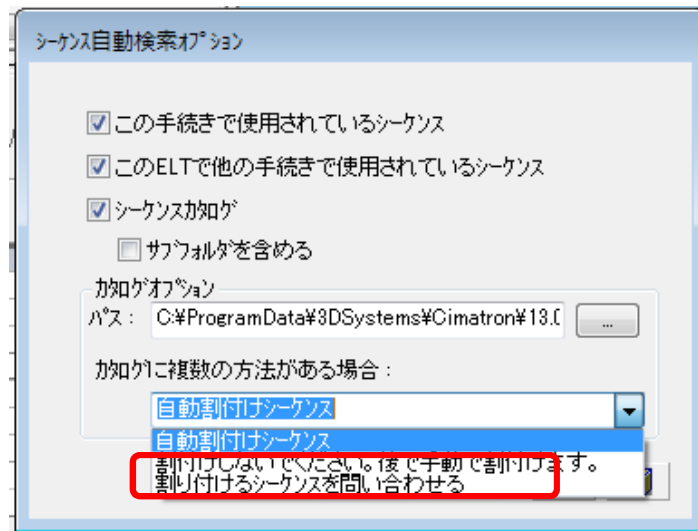 ｼｰｹﾝｽ自動検索ｵﾌﾟｼｮﾝ
この手続きで使用されているｼｰｹﾝｽ
このELTで他の手続きで使用されているｼｰｹﾝｽ
ｼｰｹﾝｽｶﾀﾛｸﾞ
ｻﾌﾞﾌｫﾙﾀﾞを含める
ｶﾀﾛｸﾞｵﾌﾟｼｮﾝ
ﾊﾟｽ： C:¥ProgramData¥3DSystems¥Cimatron¥13.0 ...
ｶﾀﾛｸﾞに複数の方法がある場合：
自動割付けｼｰｹﾝｽ
自動割付けｼｰｹﾝｽ
割付けしないでください。後で手動で割付けます。
割り付けるｼｰｹﾝｽを問い合わせる